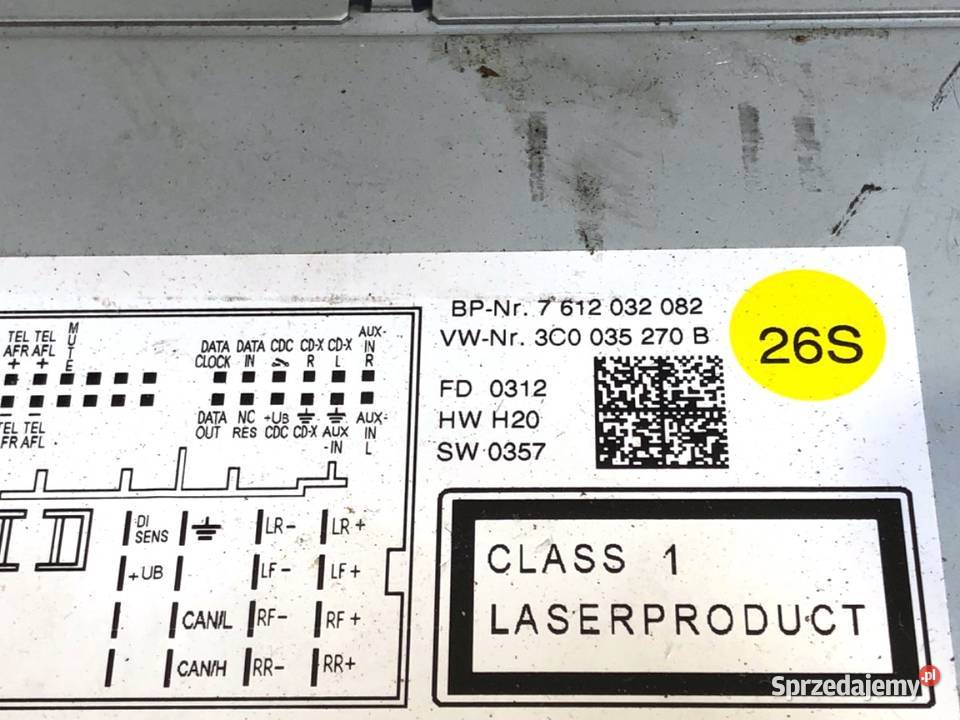 BP-Nr. 7 612 032 082
VW-Nr. 3C0 035 270 B
26S
FD 0312
HW H20
SW 0357
TEL TEL MUTE
AFR AFL
+ +
DATA DATA CDC CD-X CD-X AUX-
CLOCK IN R L IN
R
DATA NC +UB AUX-
OUT RES CDC CD-X AUX IN
-IN L
TEL TEL
AFR AFL
DI
SENS
LR- LR+
+UB LF- LF+
CAN/L RF- RF+
CAN/H RR- RR+
CLASS 1
LASERPRODUCT
Sprzedajemy.pl